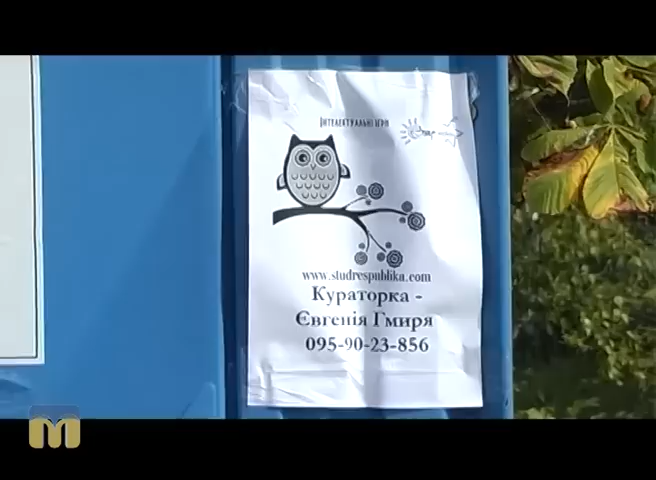 Інтелектуальні ігри
www.studrespublika.com
Кураторка -
Євгенія Гмиря
095-90-23-856